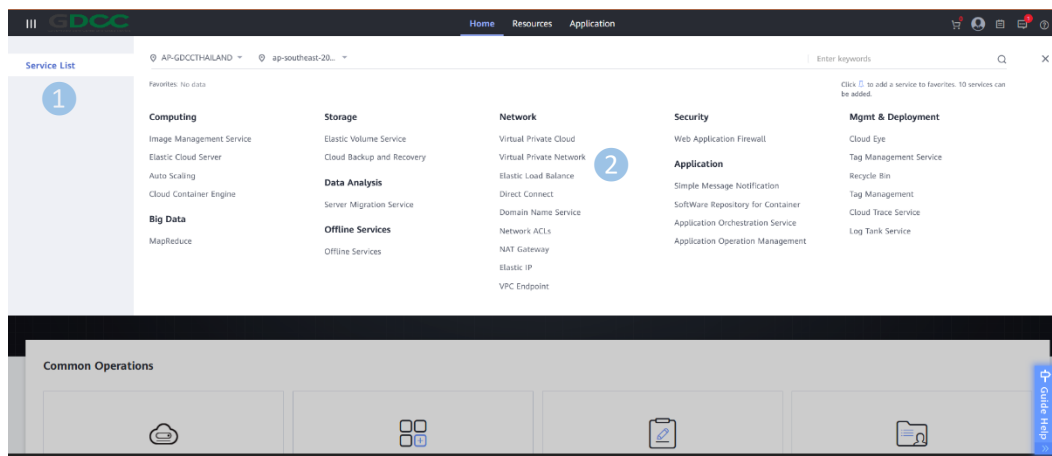 GDCC
Home Resources Application
Service List
AP-GDCCTHAILAND ap-southeast-20...
Enter keywords
Favorites: No data
Click to add a service to favorites. 10 services can
be added.
1
Computing
Image Management Service
Elastic Cloud Server
Auto Scaling
Cloud Container Engine
Big Data
MapReduce
Storage
Elastic Volume Service
Cloud Backup and Recovery
Data Analysis
Server Migration Service
Offline Services
Offline Services
Network
Virtual Private Cloud
Virtual Private Network
Elastic Load Balance
Direct Connect
Domain Name Service
Network ACLs
NAT Gateway
Elastic IP
VPC Endpoint
2
Security
Web Application Firewall
Application
Simple Message Notification
SoftWare Repository for Container
Application Orchestration Service
Application Operation Management
Mgmt & Deployment
Cloud Eye
Tag Management Service
Recycle Bin
Tag Management
Cloud Trace Service
Log Tank Service
Common Operations
Guide Help